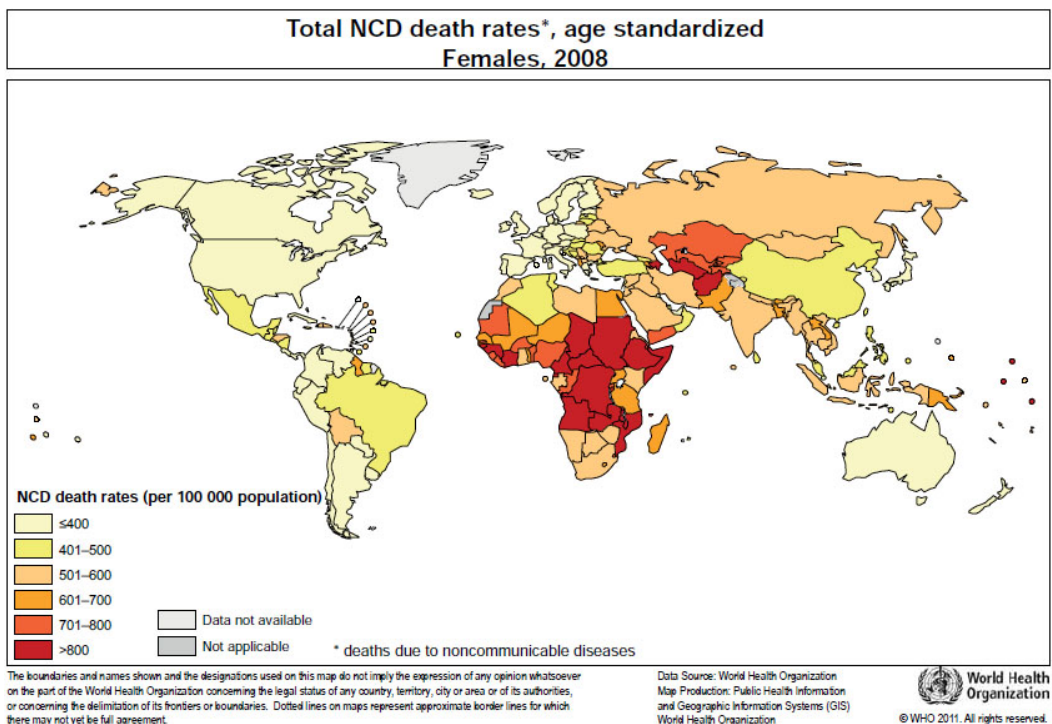 Total NCD death rates*, age standardized
Females, 2008
NCD death rates (per 100 000 population)
≤400
401–500
501–600
601–700
701–800
>800
Data not available
Not applicable
* deaths due to noncommunicable diseases
The boundaries and names shown and the designations used on this map do not imply the expression of any opinion whatsoever
on the part of the World Health Organization concerning the legal status of any country, territory, city or area or of its authorities,
or concerning the delimitation of its frontiers or boundaries. Dotted lines on maps represent approximate border lines for which
there may not yet be full agreement.
Data Source: World Health Organization
Map Production: Public Health Information
and Geographic Information Systems (GIS)
World Health Organization
World Health
Organization
© WHO 2011. All rights reserved.